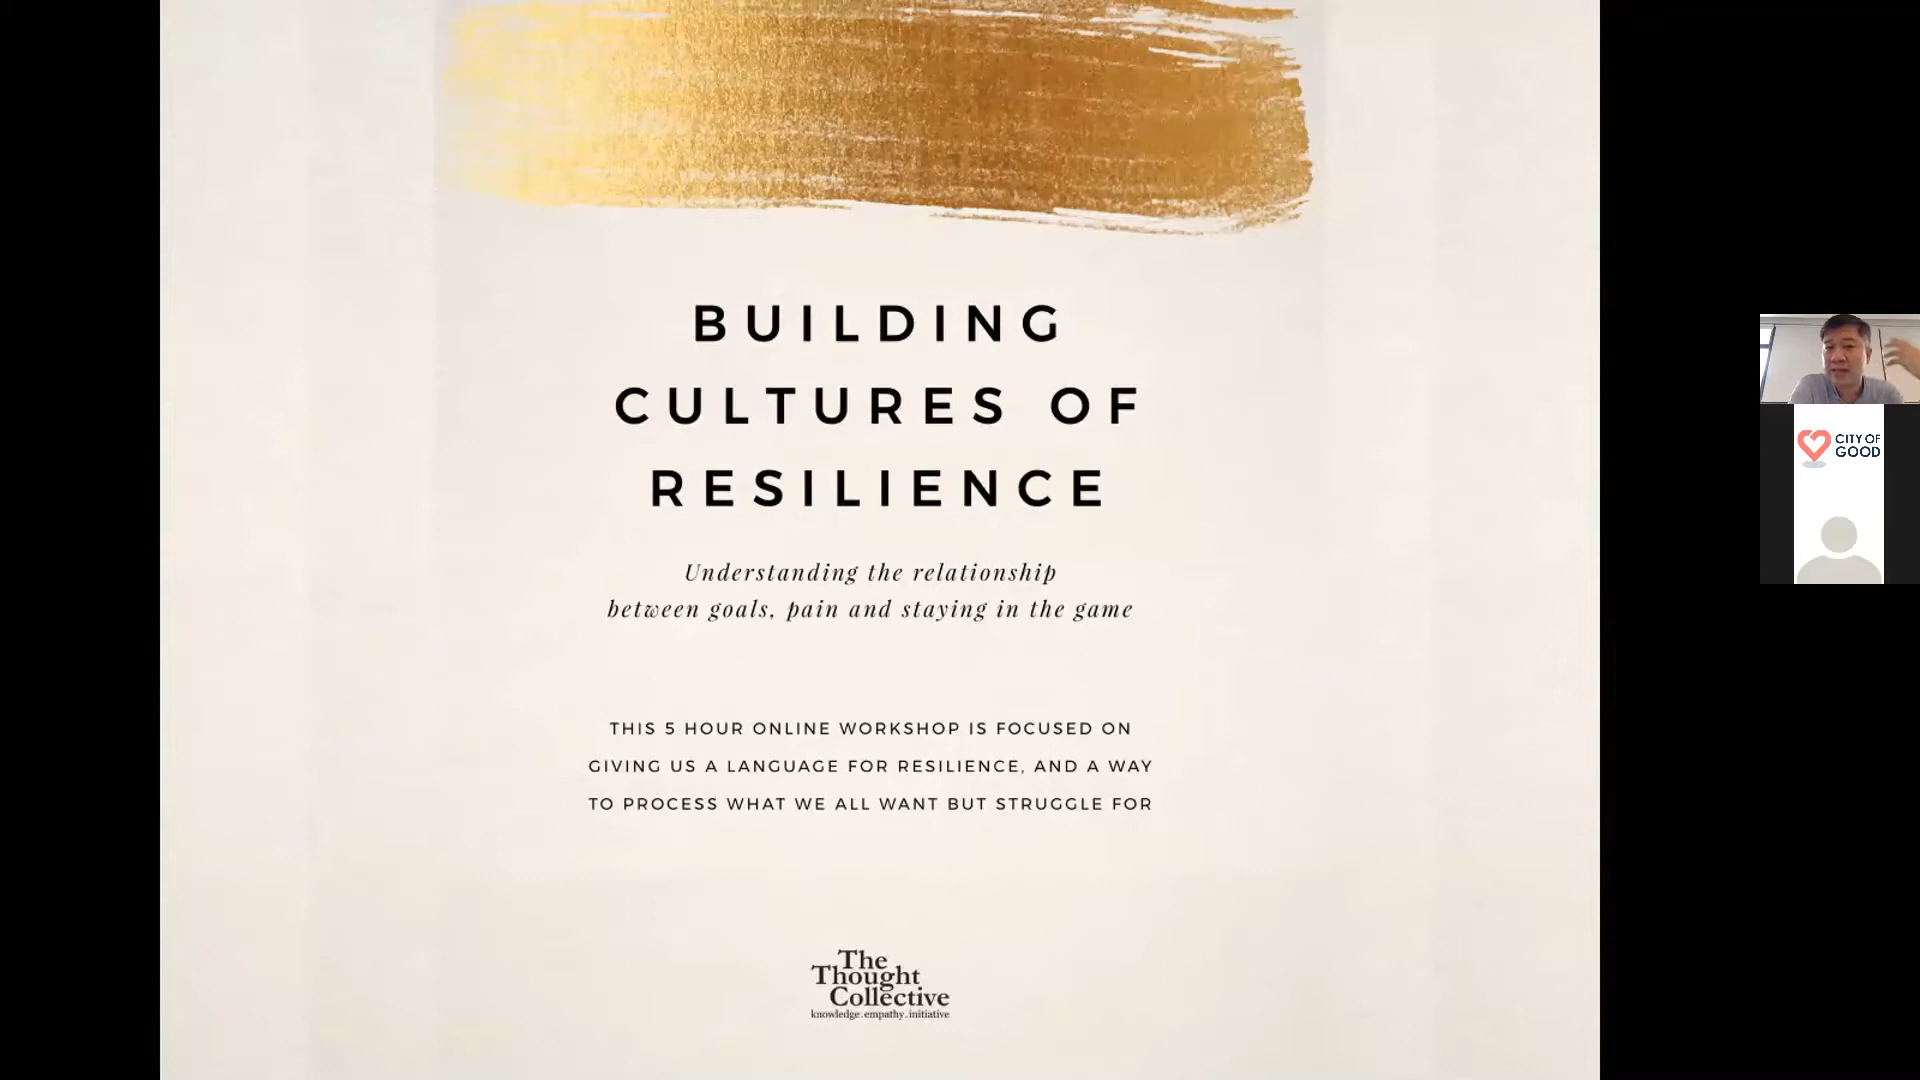 BUILDING
CULTURES OF
RESILIENCE
Understanding the relationship
between goals, pain and staying in the game
THIS 5 HOUR ONLINE WORKSHOP IS FOCUSED ON
GIVING US A LANGUAGE FOR RESILIENCE, AND A WAY
TO PROCESS WHAT WE ALL WANT BUT STRUGGLE FOR
The
Thought
Collective
knowledge.empathy.initiative
CITY OF
GOOD